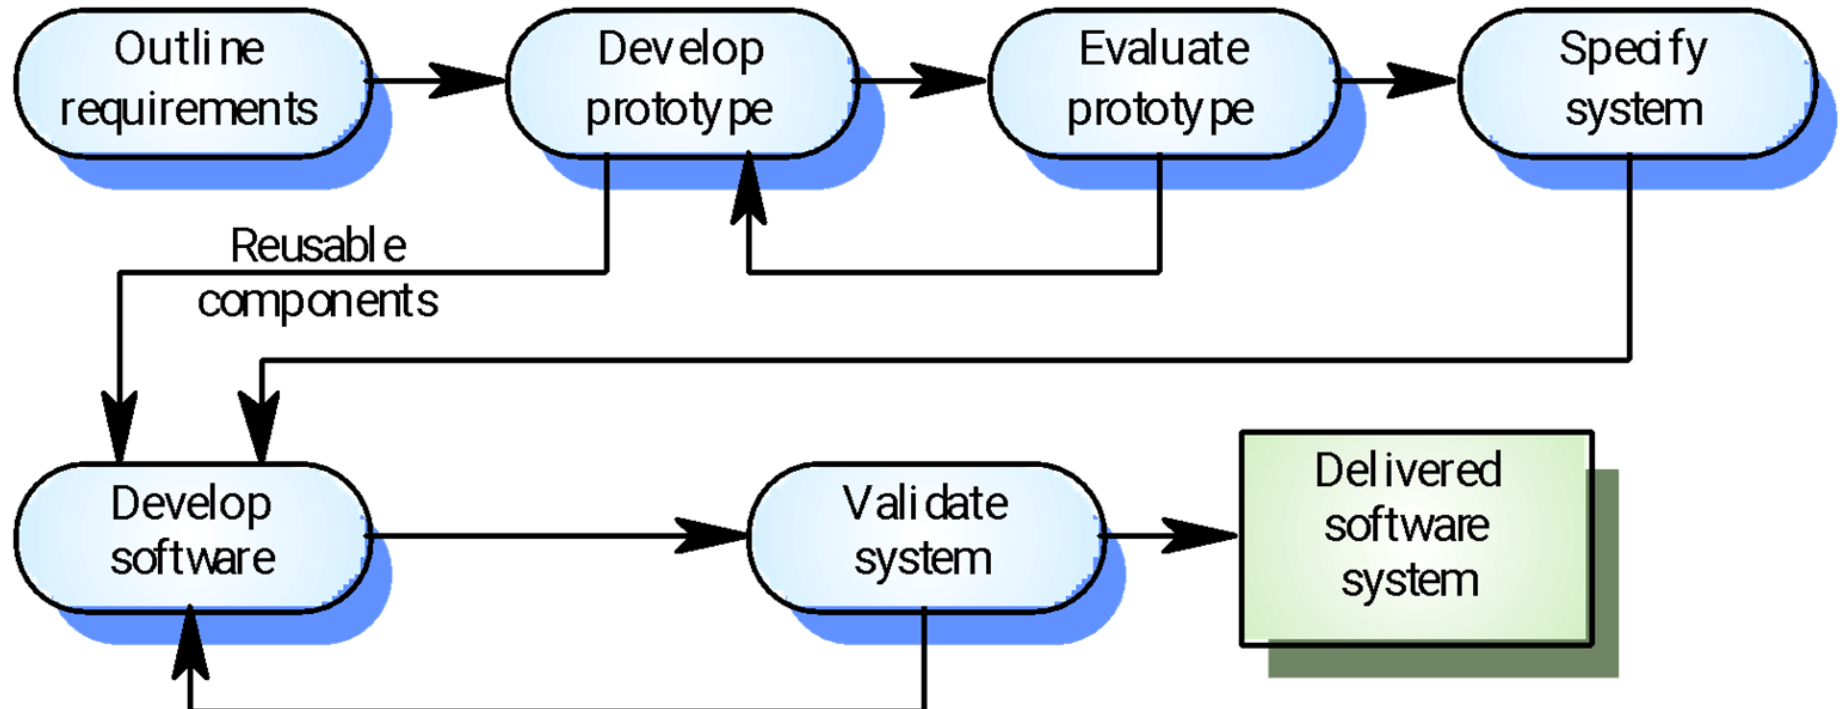 Outline
requirements
Develop
prototype
Evaluate
prototype
Specify
system
Reusable
components
Develop
software
Validate
system
Delivered
software
system